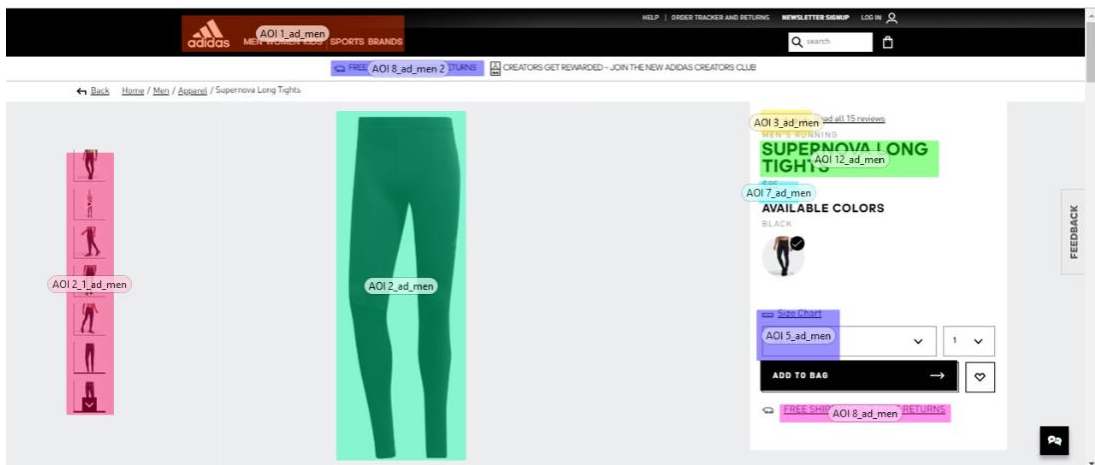 HELP | ORDER TRACKER AND RETURNS NEWSLETTER SIGNUP LOG IN
adidas MEN WOMEN KIDS SPORTS BRANDS
AOI 1_ad_men
search
FREE AOI 8_ad_men 2 CREATORS GET REWARDED - JOIN THE NEW ADIDAS CREATORS CLUB
Back Home / Men / Apparel / Supernova Long Tights
AOI 3_ad_men all 15 reviews
MEN'S RUNNING
SUPERNOVA LONG
TIGHTS
AOI 12_ad_men
AOI 7_ad_men
AVAILABLE COLORS
BLACK
FEEDBACK
AOI 2_1_ad_men
AOI 2_ad_men
Size Chart
AOI 5_ad_men
1
ADD TO BAG
FREE SHIP AOI 8_ad_men RETURNS